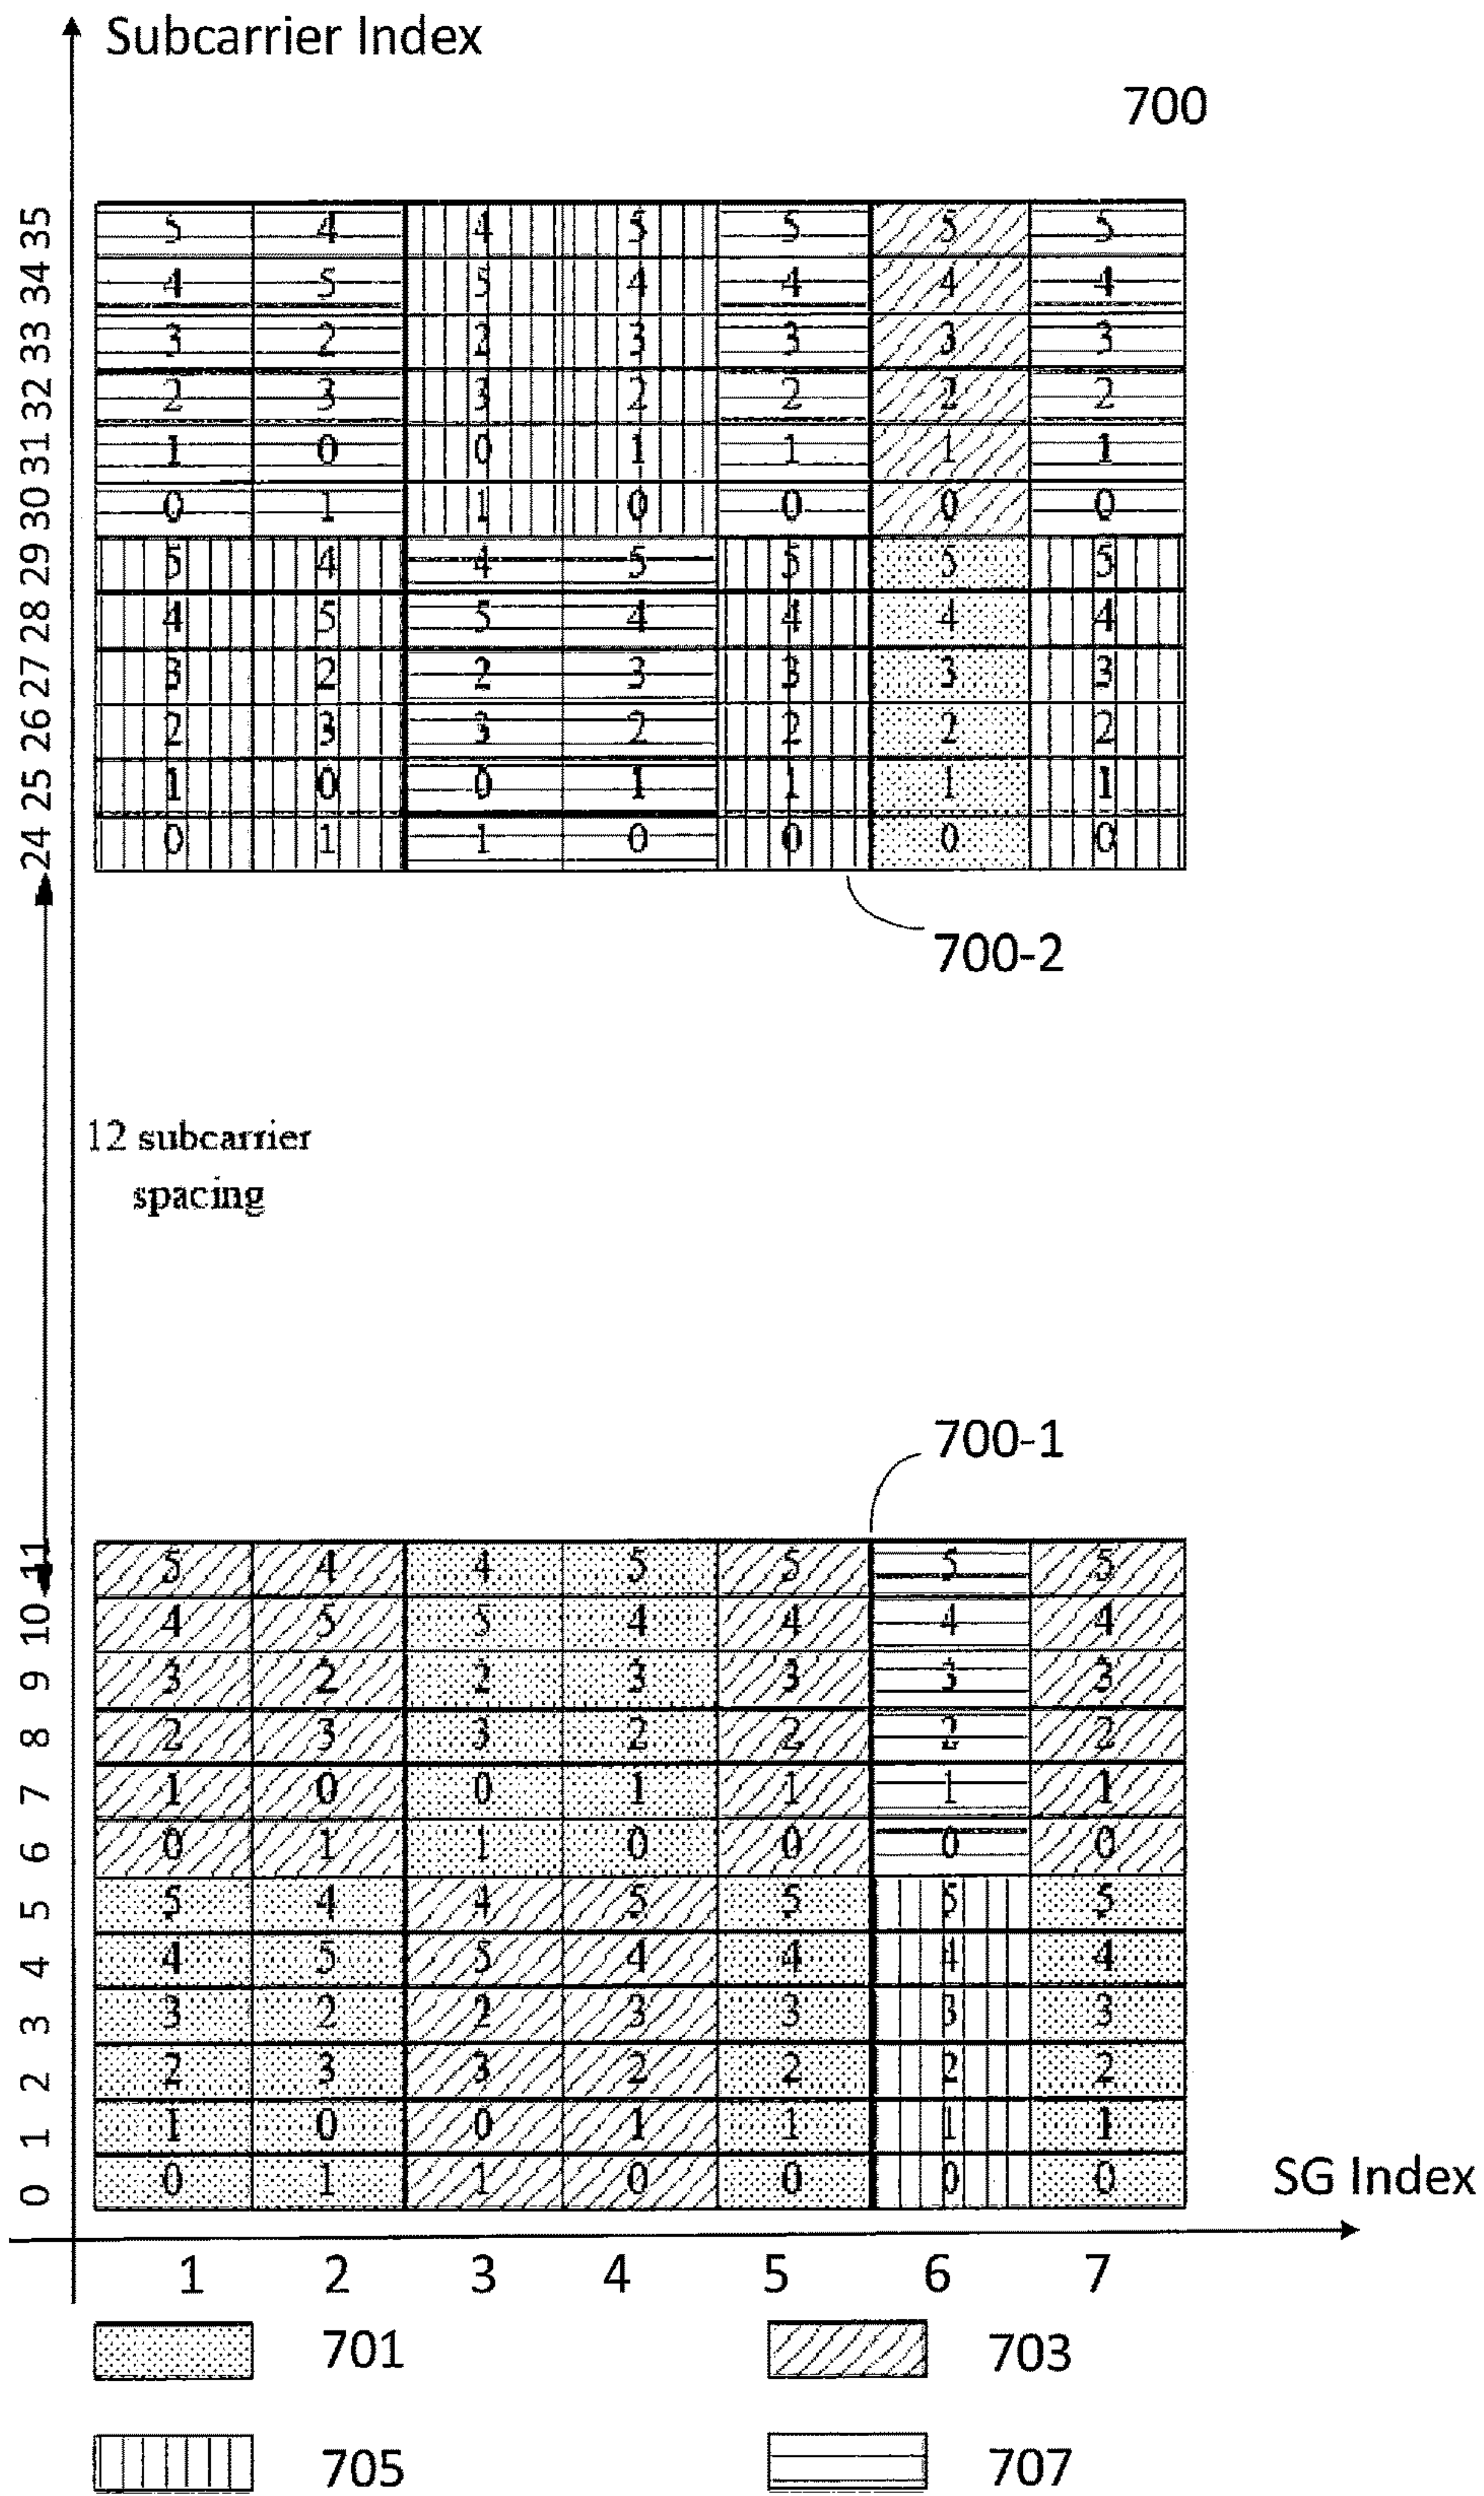 Subcarrier Index
700
35 5 4 4 5 5 5 5
34 4 5 5 4 4 4 4
33 3 2 2 3 3 3 3
32 2 3 3 2 2 2 2
31 1 0 0 1 1 1 1
30 0 1 1 0 0 0 0
29 5 4 4 5 5 5 5
28 4 5 5 4 4 4 4
27 3 2 2 3 3 3 3
26 2 3 3 2 2 2 2
25 1 0 0 1 1 1 1
24 0 1 1 0 0 0 0
700-2
12 subcarrier
spacing
700-1
11 5 4 4 5 5 5 5
10 4 5 5 4 4 4 4
9 3 2 2 3 3 3 3
8 2 3 3 2 2 2 2
7 1 0 0 1 1 1 1
6 0 1 1 0 0 0 0
5 5 4 4 5 5 5 5
4 4 5 5 4 4 4 4
3 3 2 2 3 3 3 3
2 2 3 3 2 2 2 2
1 1 0 0 1 1 1 1
0 0 1 1 0 0 0 0
SG Index
1 2 3 4 5 6 7
701 703
705 707